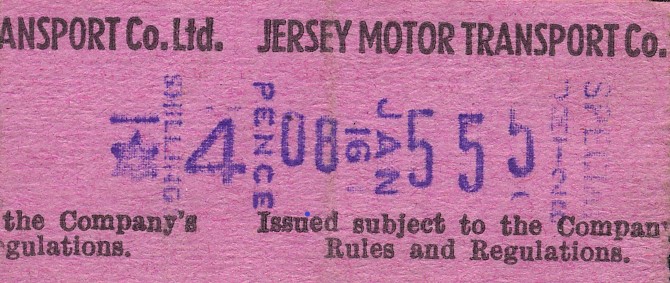 ANSPORT Co. Ltd. JERSEY MOTOR TRANSPORT Co.
SHILLING 4 PENCE 08 16 JAN 5 5 5
the Company's Issued subject to the Company
gulations. Rules and Regulations.